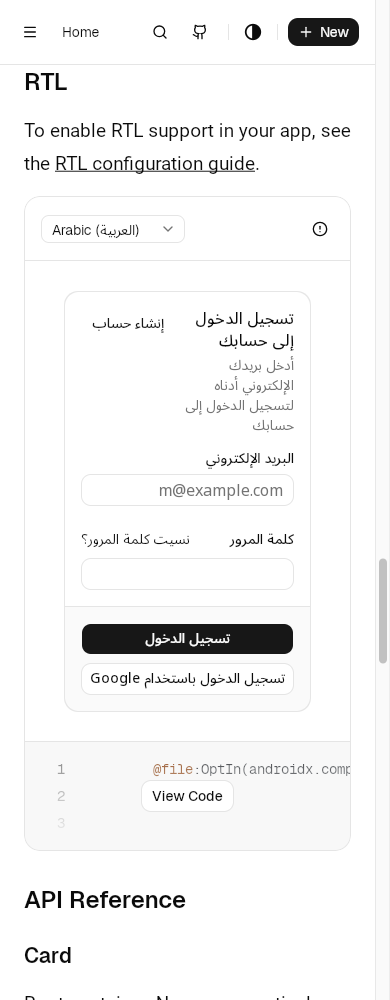 Home
New
RTL
To enable RTL support in your app, see
the RTL configuration guide.
Arabic (العربية)
تسجيل الدخول
إلى حسابك
إنشاء حساب
أدخل بريدك
الإلكتروني أدناه
لتسجيل الدخول إلى
حسابك
البريد الإلكتروني
m@example.com
كلمة المرور
نسيت كلمة المرور؟
تسجيل الدخول
تسجيل الدخول باستخدام Google
1 @file:OptIn(androidx.comp
2
View Code
3
API Reference
Card